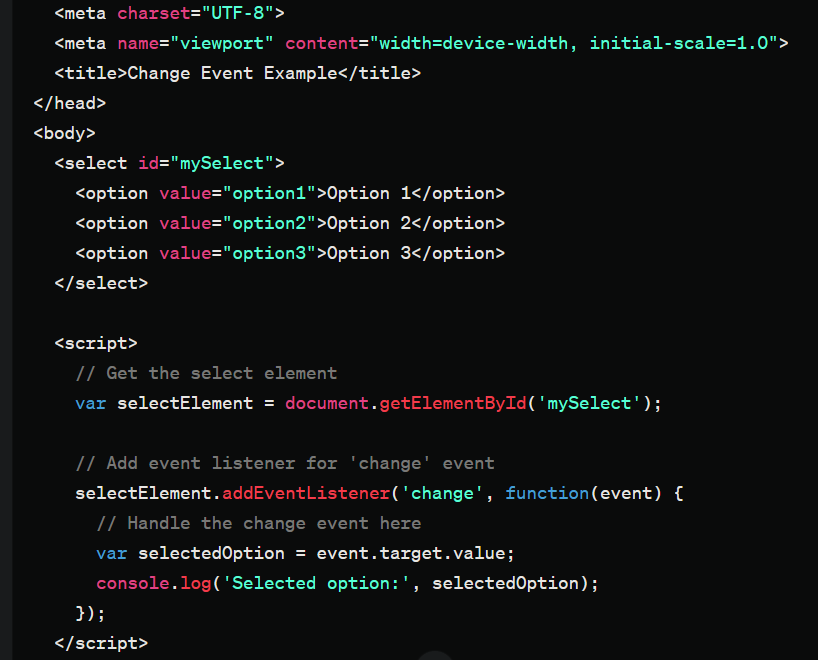 <meta charset="UTF-8">
<meta name="viewport" content="width=device-width, initial-scale=1.0">
<title>Change Event Example</title>
</head>
<body>
<select id="mySelect">
<option value="option1">Option 1</option>
<option value="option2">Option 2</option>
<option value="option3">Option 3</option>
</select>
<script>
// Get the select element
var selectElement = document.getElementById('mySelect');
// Add event listener for 'change' event
selectElement.addEventListener('change', function(event) {
// Handle the change event here
var selectedOption = event.target.value;
console.log('Selected option:', selectedOption);
});
</script>